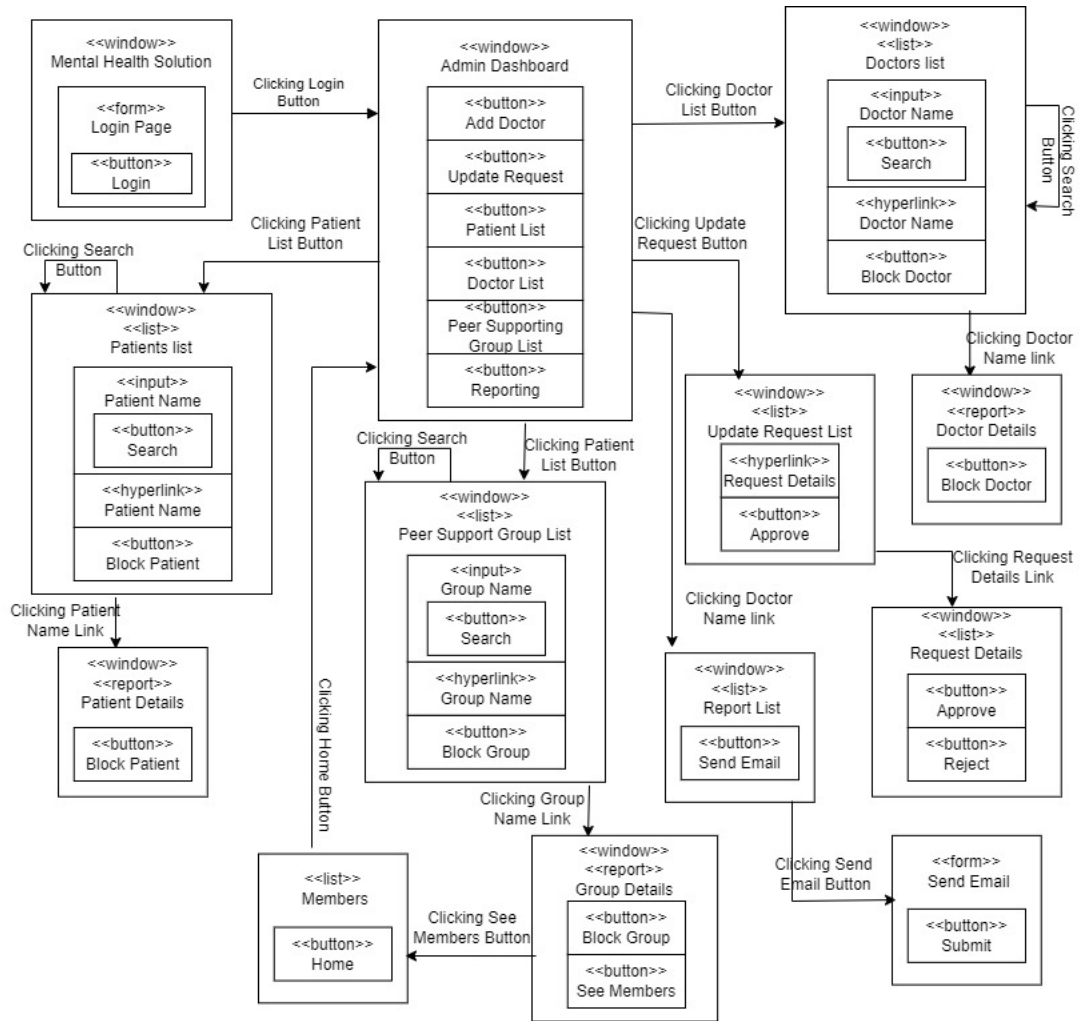 <<window>>
Mental Health Solution
<<form>>
Login Page
<<button>>
Login
Clicking Login
Button
<<window>>
Admin Dashboard
<<button>>
Add Doctor
<<button>>
Update Request
<<button>>
Patient List
<<button>>
Doctor List
<<button>>
Peer Supporting
Group List
<<button>>
Reporting
Clicking Doctor
List Button
<<window>>
<<list>>
Doctors list
<<input>>
Doctor Name
<<button>>
Search
<<hyperlink>>
Doctor Name
<<button>>
Block Doctor
Clicking Search
Button
Clicking Patient
List Button
Clicking Update
Request Button
Clicking Search
Button
<<window>>
<<list>>
Patients list
<<input>>
Patient Name
<<button>>
Search
<<hyperlink>>
Patient Name
<<button>>
Block Patient
Clicking Doctor
Name link
<<window>>
<<report>>
Doctor Details
<<button>>
Block Doctor
<<window>>
<<list>>
Update Request List
<<hyperlink>>
Request Details
<<button>>
Approve
Clicking Search
Button
Clicking Patient
List Button
<<window>>
<<list>>
Peer Support Group List
<<input>>
Group Name
<<button>>
Search
<<hyperlink>>
Group Name
<<button>>
Block Group
Clicking Request
Details Link
Clicking Patient
Name Link
<<window>>
<<report>>
Patient Details
<<button>>
Block Patient
Clicking Home Button
Clicking Doctor
Name link
<<window>>
<<list>>
Report List
<<button>>
Send Email
<<window>>
<<list>>
Request Details
<<button>>
Approve
<<button>>
Reject
Clicking Group
Name Link
<<window>>
<<report>>
Group Details
<<button>>
Block Group
<<button>>
See Members
Clicking See
Members Button
<<list>>
Members
<<button>>
Home
Clicking Send
Email Button
<<form>>
Send Email
<<button>>
Submit